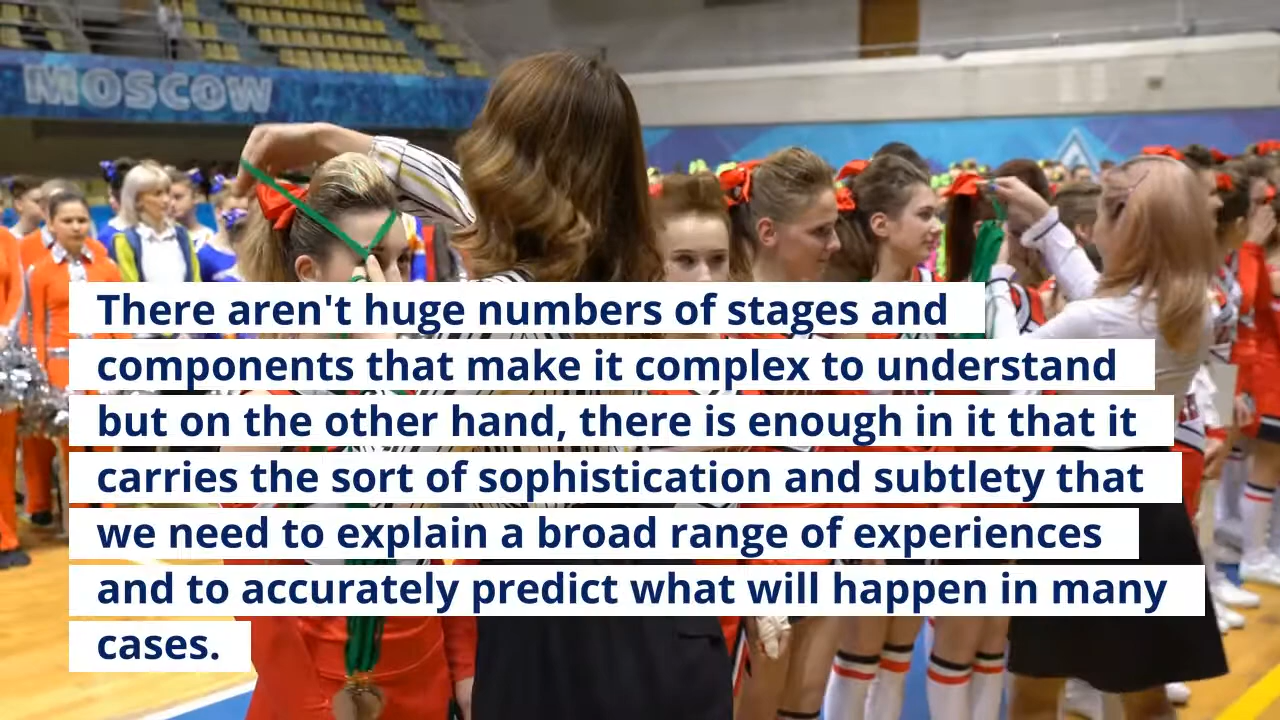 MOSCOW
There aren't huge numbers of stages and
components that make it complex to understand
but on the other hand, there is enough in it that it
carries the sort of sophistication and subtlety that
we need to explain a broad range of experiences
and to accurately predict what will happen in many
cases.